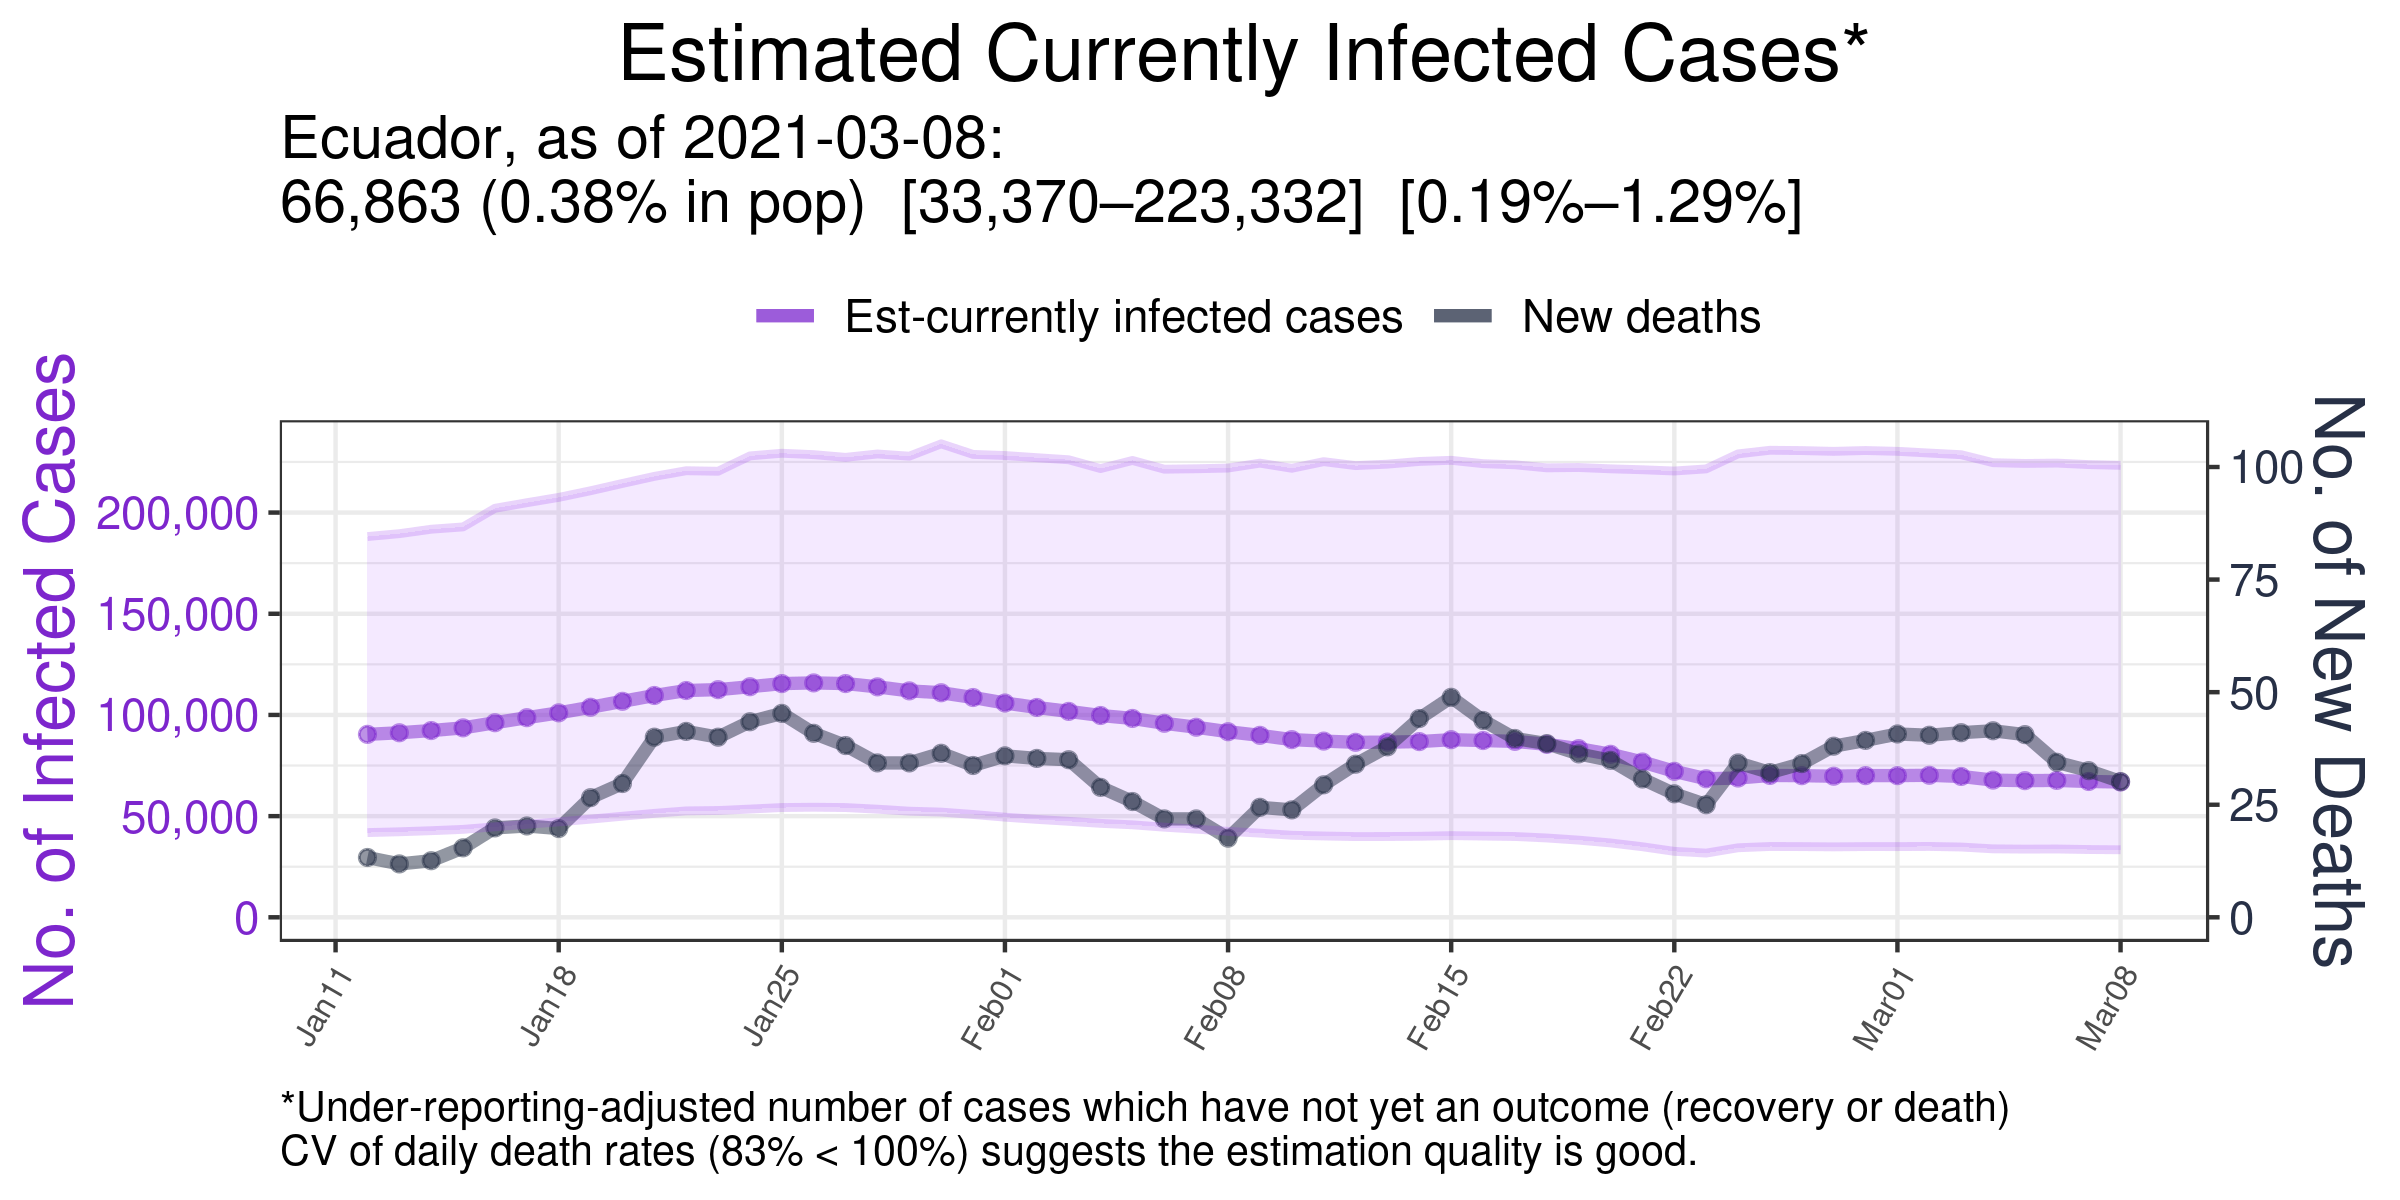 Estimated Currently Infected Cases*
Ecuador, as of 2021-03-08:
66,863 (0.38% in pop)  [33,370–223,332]  [0.19%–1.29%]
Est-currently infected cases
New deaths
No. of Infected Cases
200,000
150,000
100,000
50,000
0
100
75
50
25
0
No. of New Deaths
Jan11
Jan18
Jan25
Feb01
Feb08
Feb15
Feb22
Mar01
Mar08
*Under-reporting-adjusted number of cases which have not yet an outcome (recovery or death)
CV of daily death rates (83% < 100%) suggests the estimation quality is good.